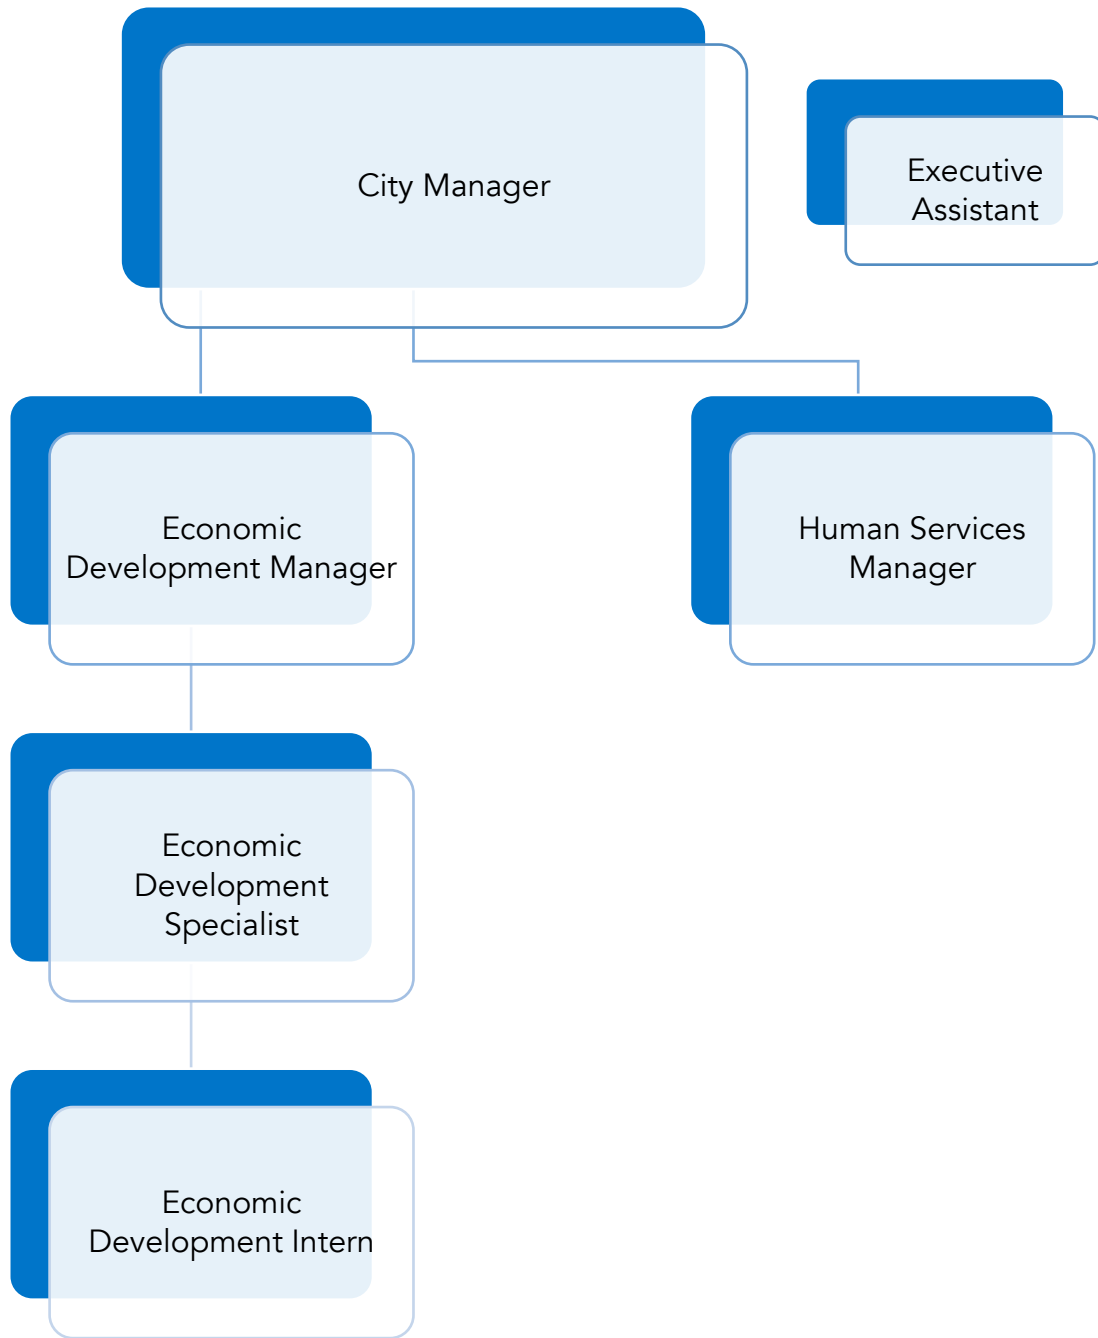 City Manager
Executive
Assistant
Economic
Development Manager
Human Services
Manager
Economic
Development
Specialist
Economic
Development Intern